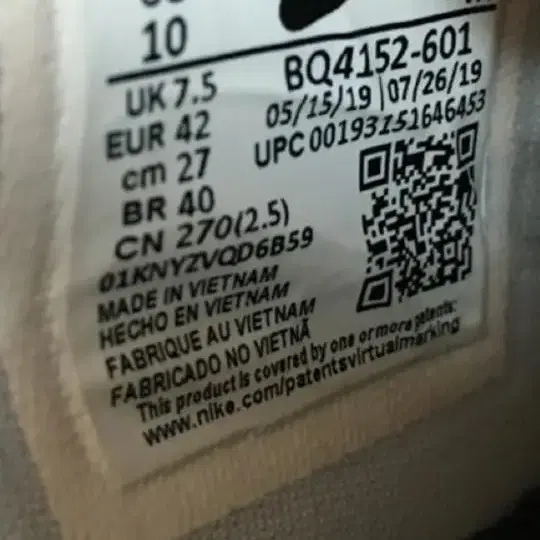 10
UK 7.5
EUR 42
cm 27
BR 40
CN 270(2.5)
BQ4152-601
05/15/19 | 07/26/19
UPC 00193151646453
01KNYZVQD6B59
MADE IN VIETNAM
HECHO EN VIETNAM
FABRIQUE AU VIETNAM
FABRICADO NO VIETNÃ
This product is covered by one or more patents:
www.nike.com/patentsvirtualmarking